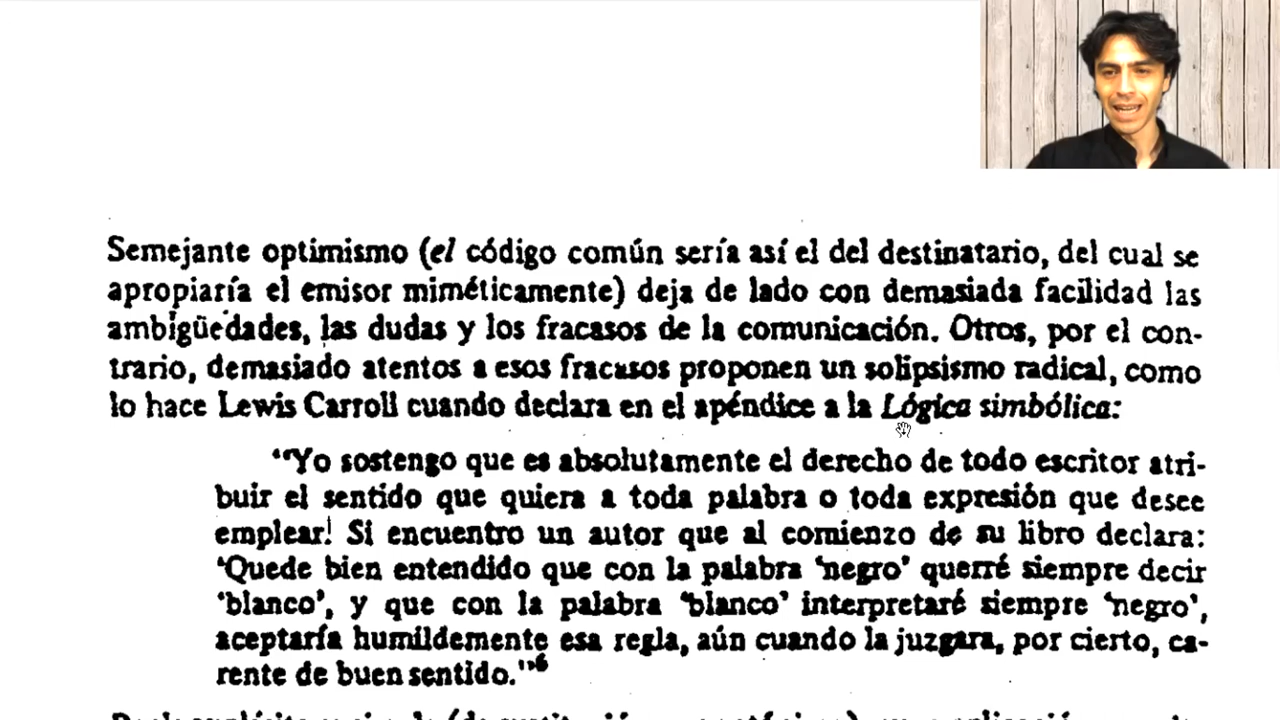 Semejante optimismo (el código común sería así el del destinatario, del cual se
apropiaría el emisor miméticamente) deja de lado con demasiada facilidad las
ambigüedades, las dudas y los fracasos de la comunicación. Otros, por el con-
trario, demasiado atentos a esos fracasos proponen un solipsismo radical, como
lo hace Lewis Carroll cuando declara en el apéndice a la Lógica simbólica:
“Yo sostengo que es absolutamente el derecho de todo escritor atri-
buir el sentido que quiera a toda palabra o toda expresión que desee
emplear! Si encuentro un autor que al comienzo de su libro declara:
‘Quede bien entendido que con la palabra ‘negro’ querré siempre decir
‘blanco’, y que con la palabra ‘blanco’ interpretaré siempre ‘negro’,
aceptaría humildemente esa regla, aún cuando la juzgara, por cierto, ca-
rente de buen sentido.”⁶